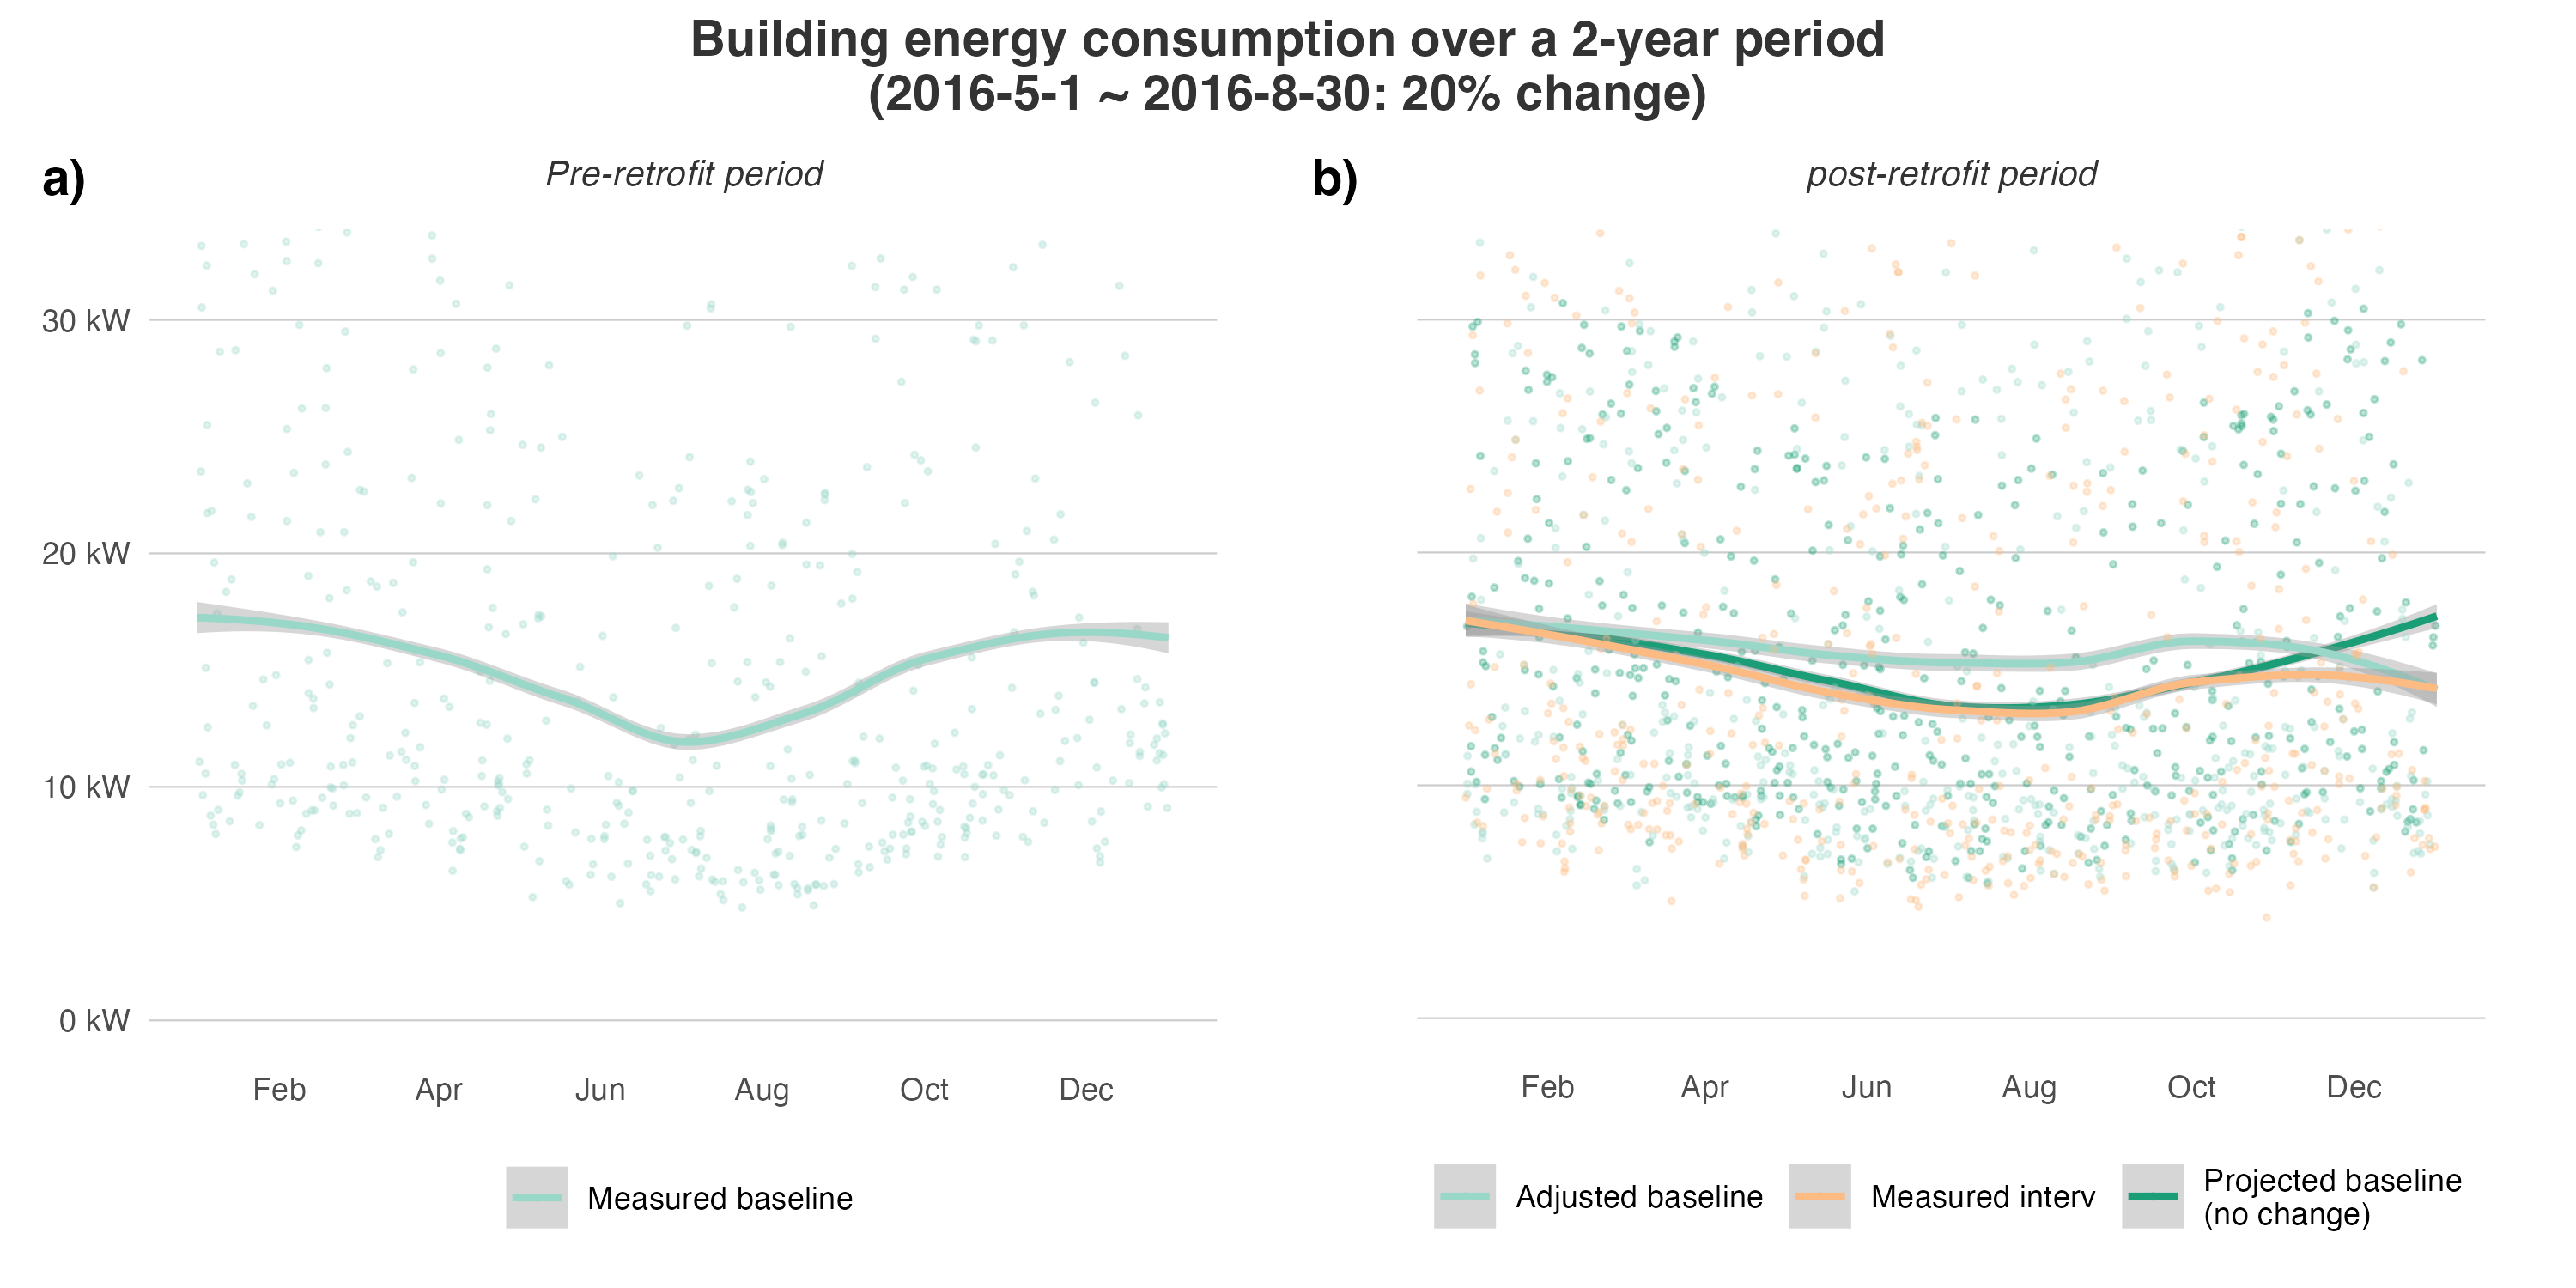 Building energy consumption over a 2-year period
(2016-5-1 ~ 2016-8-30: 20% change)
a)
Pre-retrofit period
30 kW
20 kW
10 kW
0 kW
Feb Apr Jun Aug Oct Dec
Measured baseline
b)
post-retrofit period
Feb Apr Jun Aug Oct Dec
Adjusted baseline
Measured interv
Projected baseline
(no change)